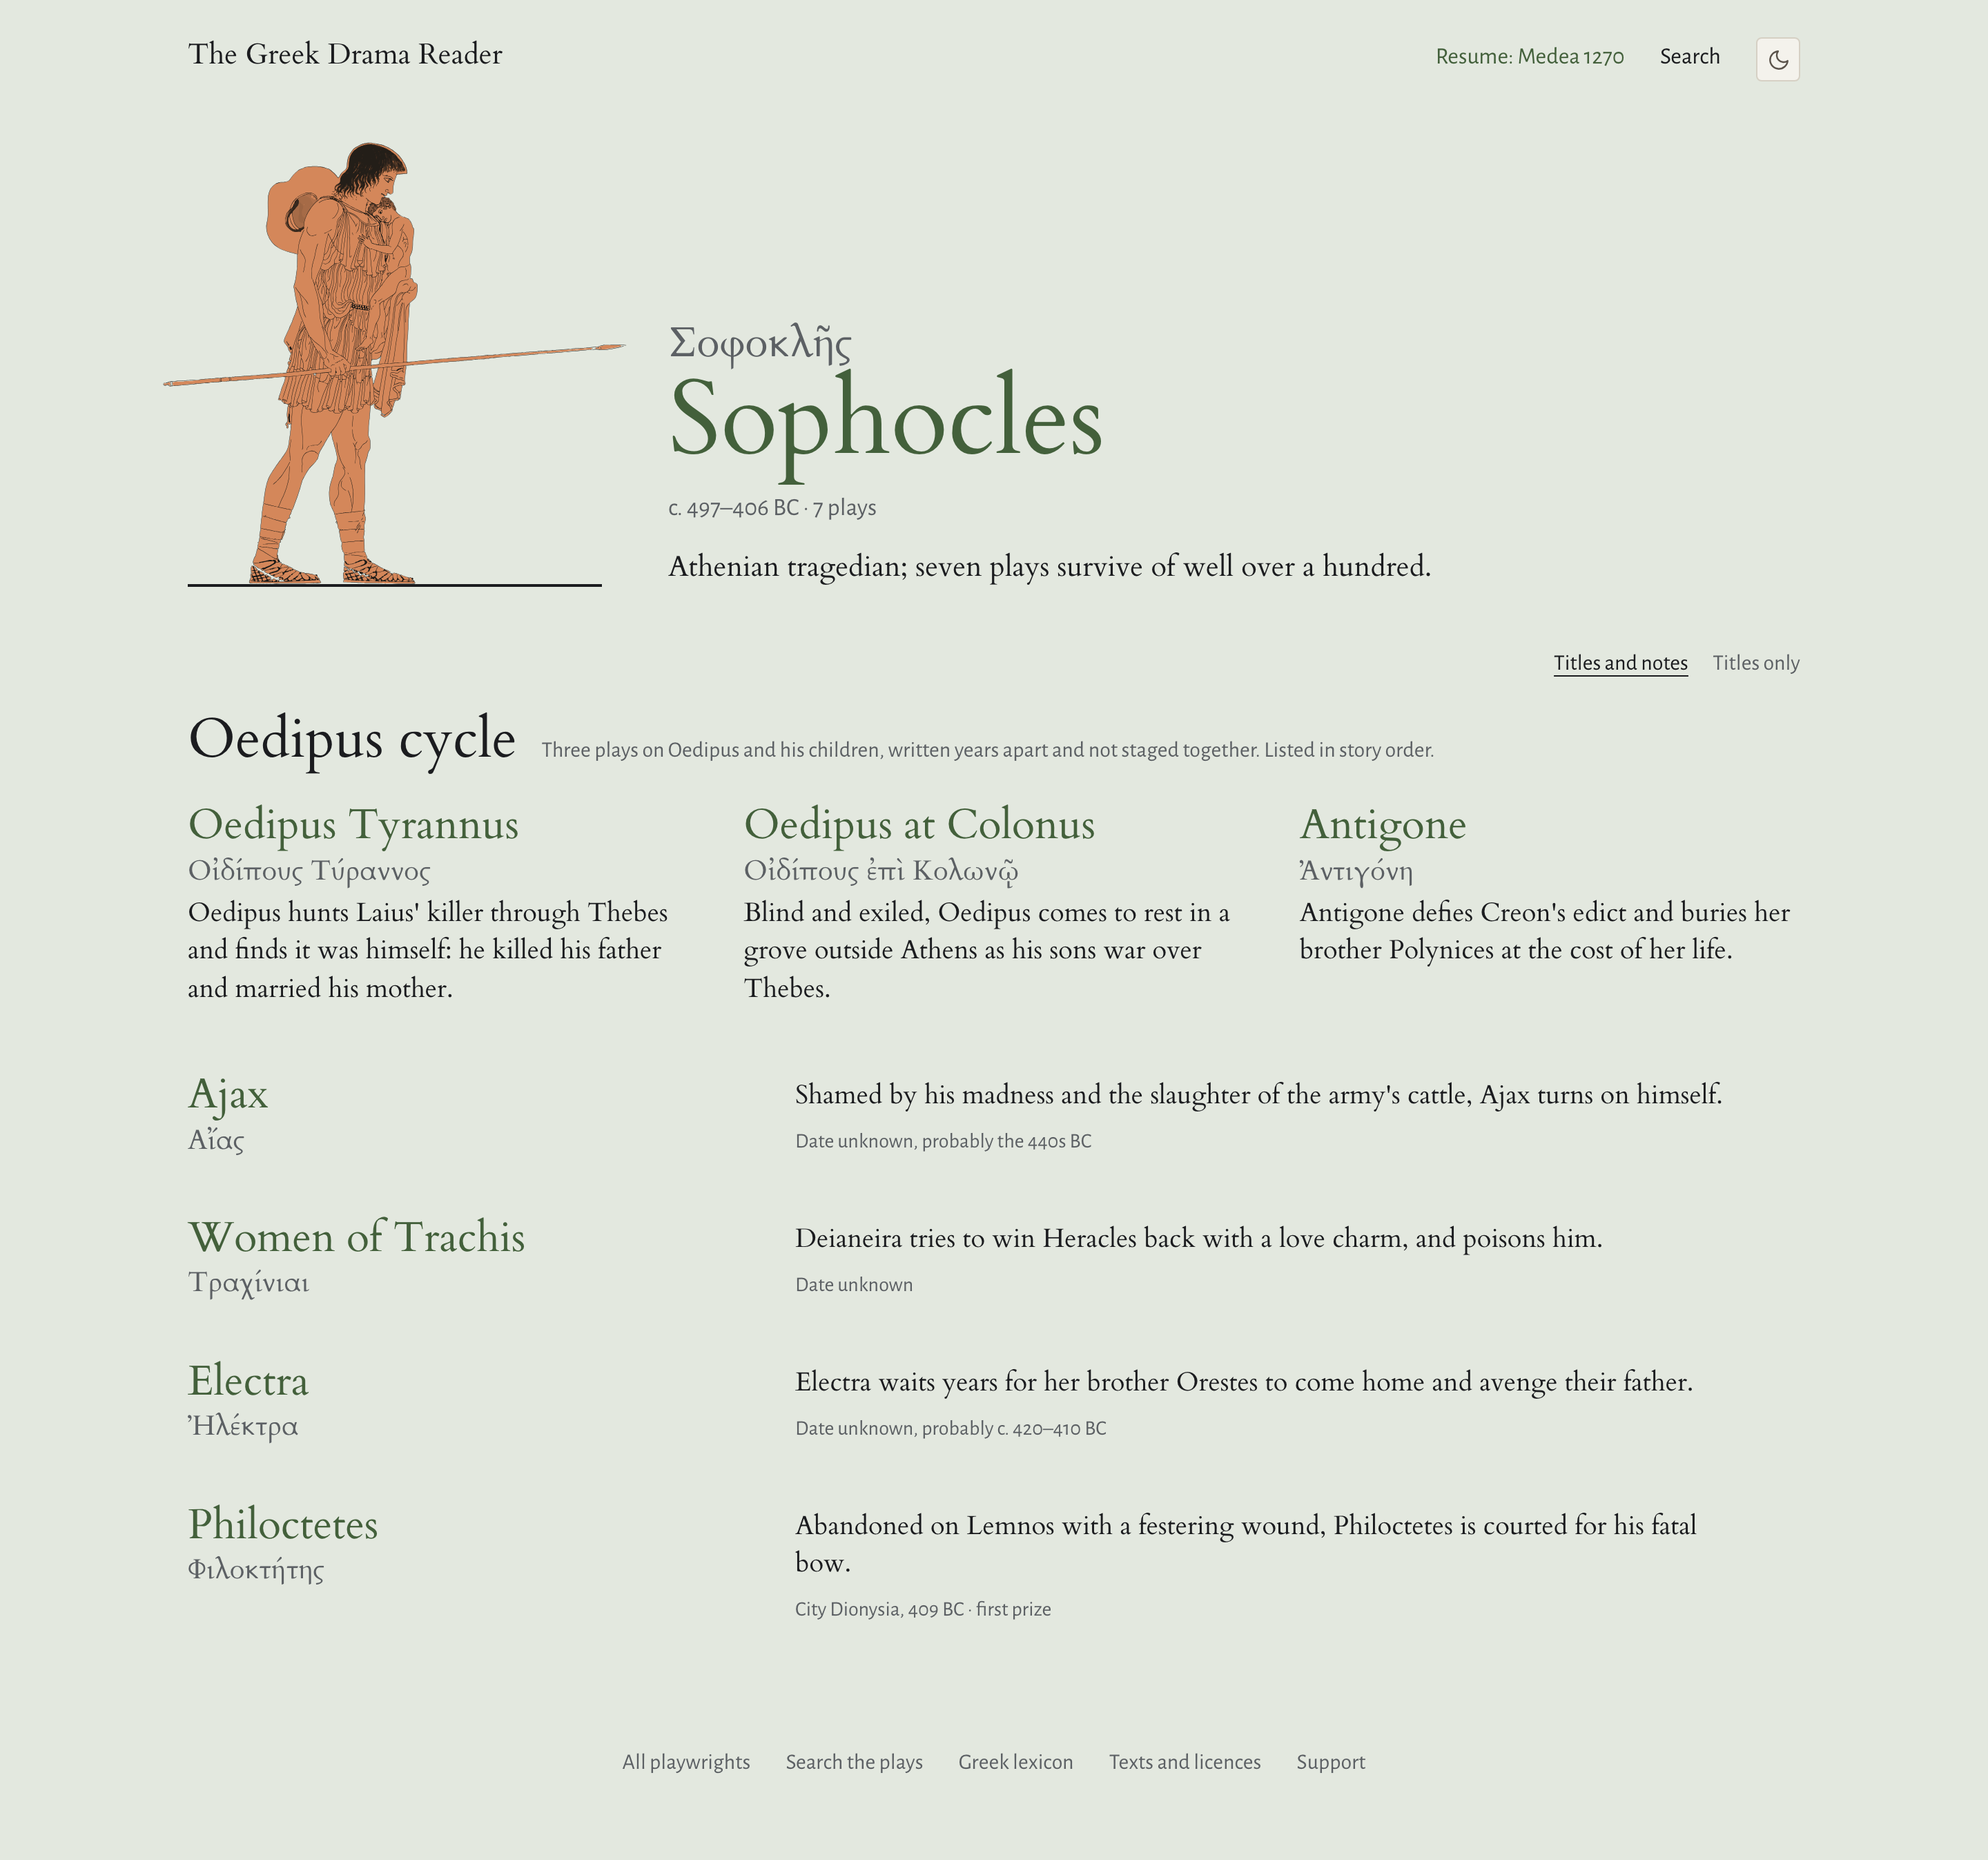 The Greek Drama Reader
Resume: Medea 1270
Search
Σοφοκλῆς
Sophocles
c. 497–406 BC · 7 plays
Athenian tragedian; seven plays survive of well over a hundred.
Titles and notes
Titles only
Oedipus cycle
Three plays on Oedipus and his children, written years apart and not staged together. Listed in story order.
Oedipus Tyrannus
Οἰδίπους Τύραννος
Oedipus hunts Laius' killer through Thebes
and finds it was himself: he killed his father
and married his mother.
Oedipus at Colonus
Οἰδίπους ἐπὶ Κολωνῷ
Blind and exiled, Oedipus comes to rest in a
grove outside Athens as his sons war over
Thebes.
Antigone
Ἀντιγόνη
Antigone defies Creon's edict and buries her
brother Polynices at the cost of her life.
Ajax
Αἴας
Shamed by his madness and the slaughter of the army's cattle, Ajax turns on himself.
Date unknown, probably the 440s BC
Women of Trachis
Τραχίνιαι
Deianeira tries to win Heracles back with a love charm, and poisons him.
Date unknown
Electra
Ἠλέκτρα
Electra waits years for her brother Orestes to come home and avenge their father.
Date unknown, probably c. 420–410 BC
Philoctetes
Φιλοκτήτης
Abandoned on Lemnos with a festering wound, Philoctetes is courted for his fatal
bow.
City Dionysia, 409 BC · first prize
All playwrights
Search the plays
Greek lexicon
Texts and licences
Support